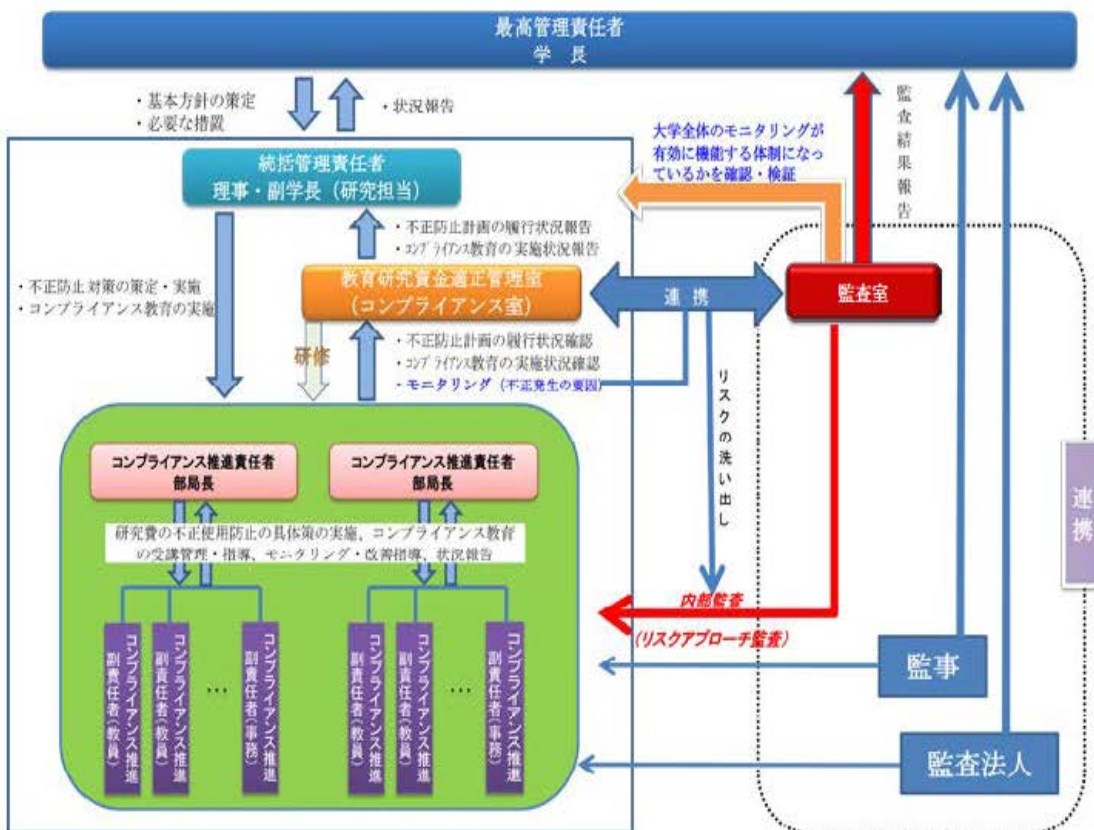 最高管理責任者
学 長
・基本方針の策定
・必要な措置
・状況報告
監査結果報告
大学全体のモニタリングが
有効に機能する体制になっ
ているかを確認・検証
統括管理責任者
理事・副学長（研究担当）
・不正防止計画の履行状況報告
・コンプライアンス教育の実施状況報告
・不正防止対策の策定・実施
・コンプライアンス教育の実施
教育研究資金適正管理室
（コンプライアンス室）
連 携
監査室
研修
・不正防止計画の履行状況確認
・コンプライアンス教育の実施状況確認
・モニタリング（不正発生の要因）
リスクの洗い出し
コンプライアンス推進責任者
部局長
コンプライアンス推進責任者
部局長
連携
研究費の不正使用防止の具体策の実施、コンプライアンス教育
の受講管理・指導、モニタリング・改善指導、状況報告
内部監査
(リスクアプローチ監査)
コンプライアンス推進
副責任者(教員)
コンプライアンス推進
副責任者(教員)
…
コンプライアンス推進
副責任者(事務)
コンプライアンス推進
副責任者(教員)
コンプライアンス推進
副責任者(教員)
…
コンプライアンス推進
副責任者(事務)
監事
監査法人